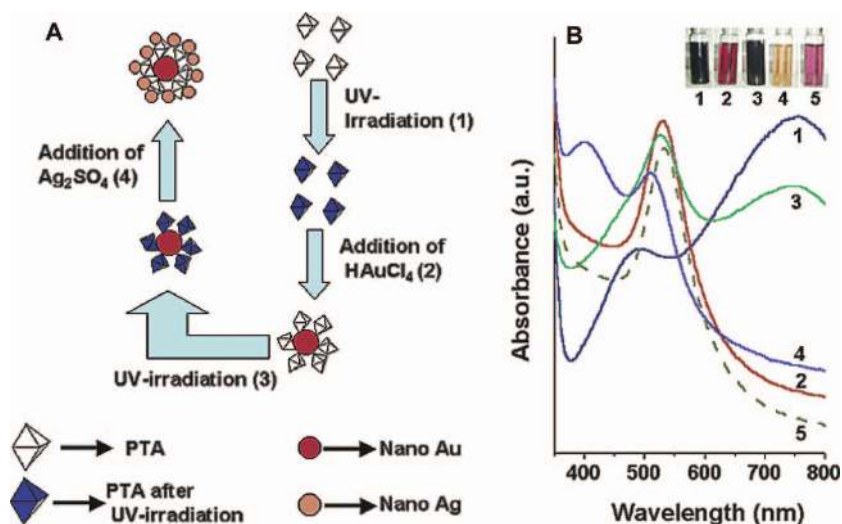 A
UV-
Irradiation (1)
Addition of
Ag2SO4 (4)
Addition of
HAuCl4 (2)
UV-irradiation (3)
PTA
Nano Au
PTA after
UV-irradiation
Nano Ag
B
1 2 3 4 5
1
3
4
2
5
Absorbance (a.u.)
400 500 600 700 800
Wavelength (nm)